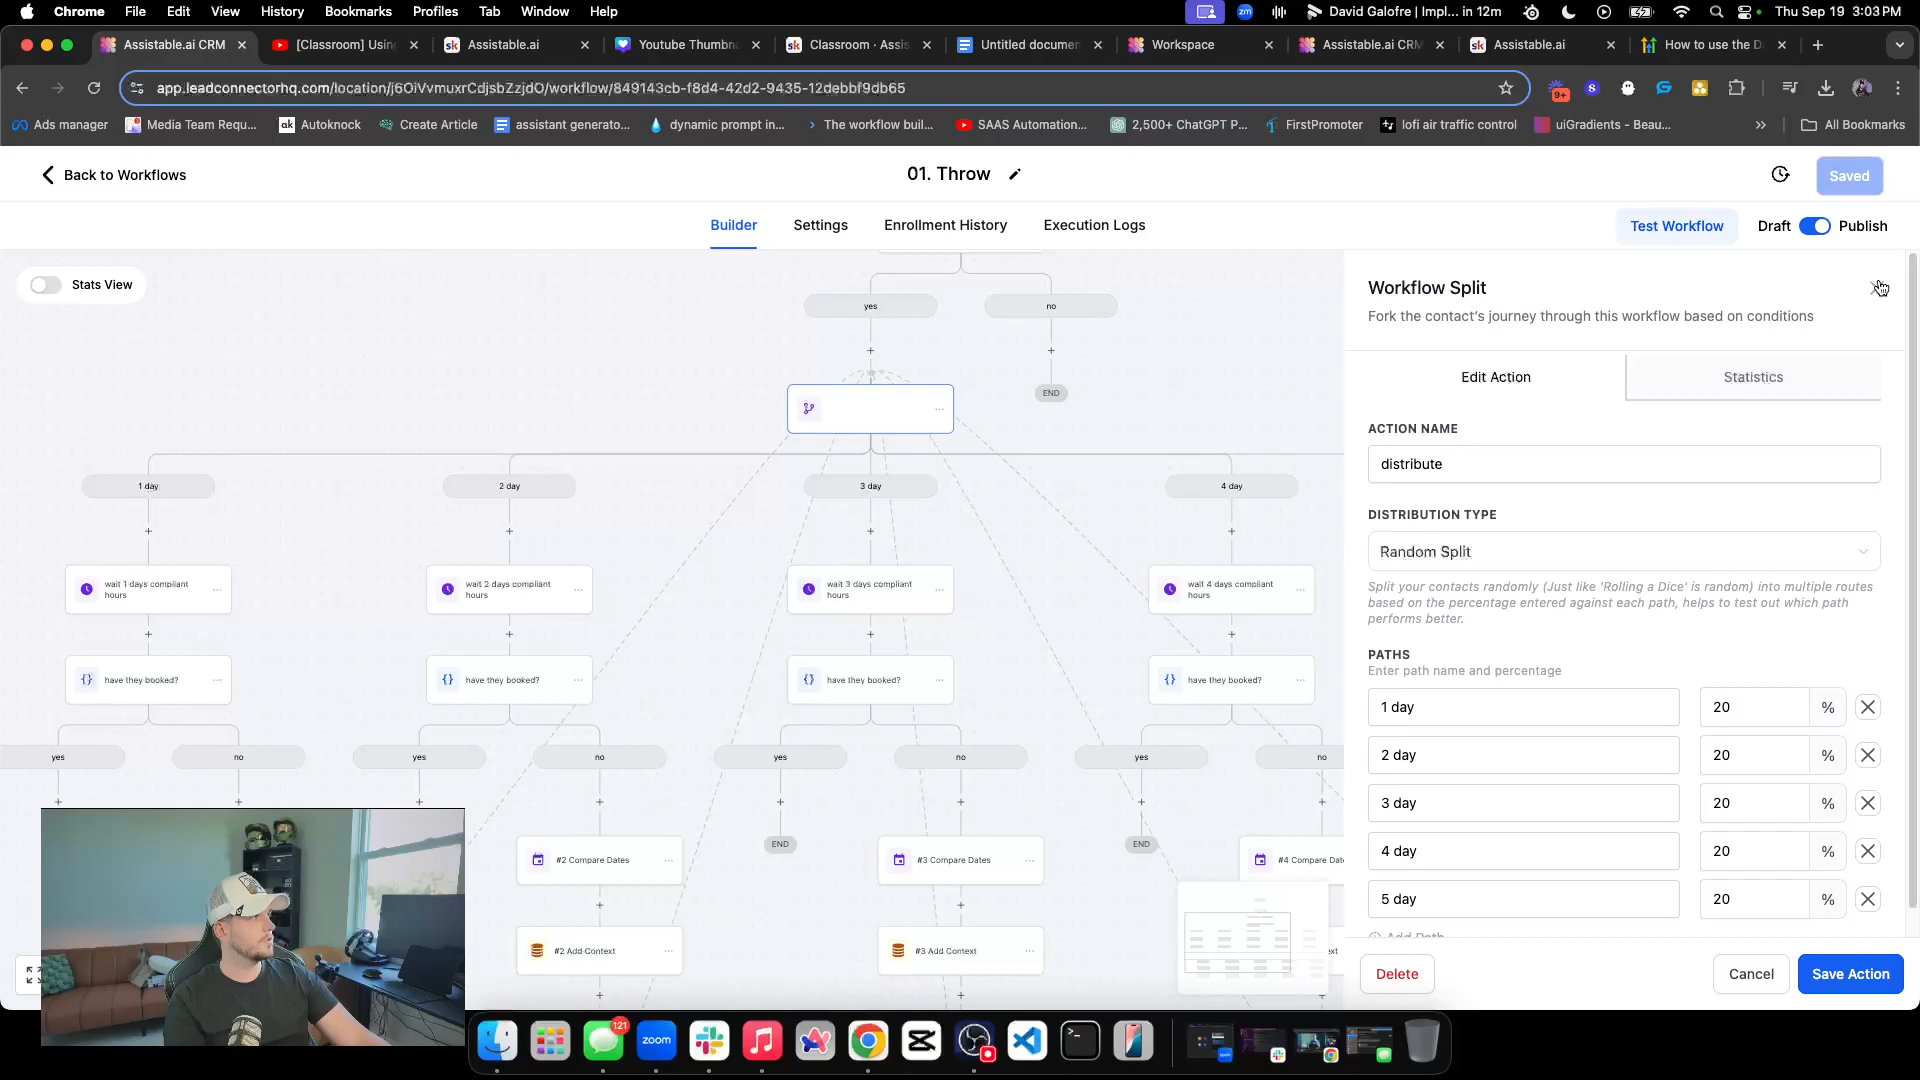 Chrome File Edit View History Bookmarks Profiles Tab Window Help
zm David Galofre | Impl... in 12m Thu Sep 19 3:03 PM
Assistable.ai CRM
[Classroom] Usin
Assistable.ai
Youtube Thumbn
Classroom · Assis
Untitled documen
Workspace
Assistable.ai CRM
Assistable.ai
How to use the D
app.leadconnectorhq.com/location/j6OiVvmuxrCdjsbZzjdO/workflow/849143cb-f8d4-42d2-9435-12debbf9db65
9+
Ads manager
Media Team Requ...
ak Autoknock
Create Article
assistant generato...
dynamic prompt in...
The workflow buil...
SAAS Automation...
2,500+ ChatGPT P...
FirstPromoter
lofi air traffic control
uiGradients – Beau...
All Bookmarks
Back to Workflows
01. Throw
Saved
Builder
Settings
Enrollment History
Execution Logs
Test Workflow
Draft
Publish
Stats View
yes
no
END
1 day
2 day
3 day
4 day
wait 1 days compliant
hours
wait 2 days compliant
hours
wait 3 days compliant
hours
wait 4 days compliant
hours
have they booked?
have they booked?
have they booked?
have they booked?
yes
no
yes
no
yes
no
yes
no
END
END
#2 Compare Dates
#3 Compare Dates
#4 Compare Date
#2 Add Context
#3 Add Context
ext
Workflow Split
Fork the contact's journey through this workflow based on conditions
Edit Action
Statistics
ACTION NAME
distribute
DISTRIBUTION TYPE
Random Split
Split your contacts randomly (Just like 'Rolling a Dice' is random) into multiple routes
based on the percentage entered against each path, helps to test out which path
performs better.
PATHS
Enter path name and percentage
1 day 20 %
2 day 20 %
3 day 20 %
4 day 20 %
5 day 20 %
Add Path
Delete
Cancel
Save Action
121
zoom